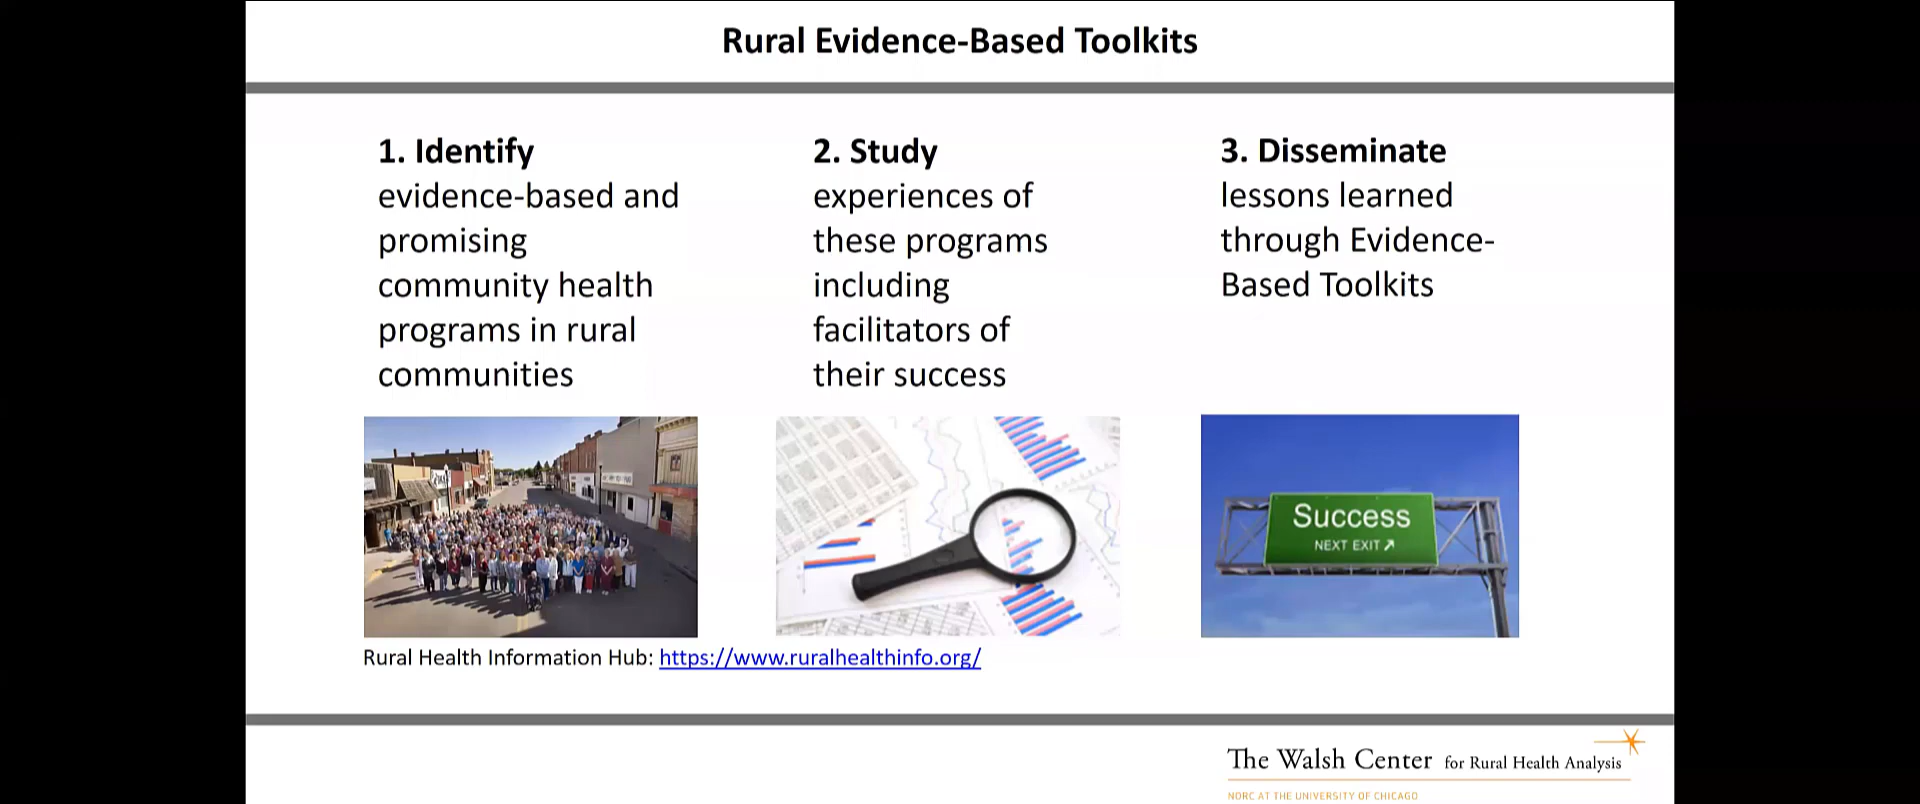 Rural Evidence-Based Toolkits
1. Identify
evidence-based and
promising
community health
programs in rural
communities
2. Study
experiences of
these programs
including
facilitators of
their success
3. Disseminate
lessons learned
through Evidence-
Based Toolkits
Success
NEXT EXIT ↗
Rural Health Information Hub: https://www.ruralhealthinfo.org/
The Walsh Center for Rural Health Analysis
NORC AT THE UNIVERSITY OF CHICAGO